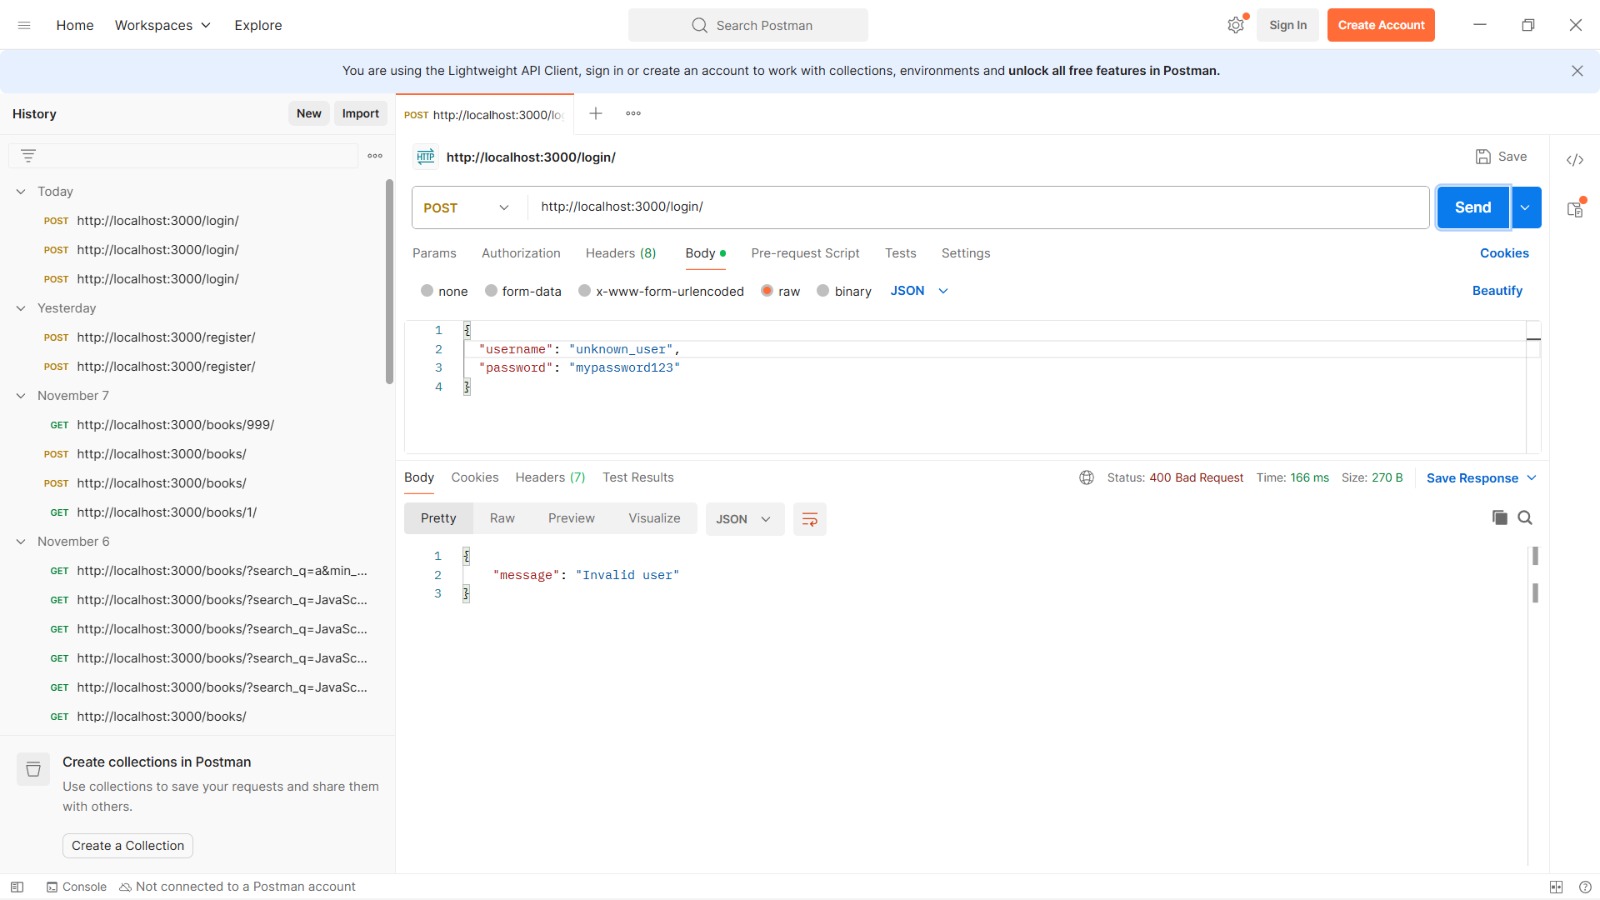 Home
Workspaces
Explore
Search Postman
Sign In
Create Account
You are using the Lightweight API Client, sign in or create an account to work with collections, environments and unlock all free features in Postman.
History
New
Import
Today
POST http://localhost:3000/login/
POST http://localhost:3000/login/
POST http://localhost:3000/login/
Yesterday
POST http://localhost:3000/register/
POST http://localhost:3000/register/
November 7
GET http://localhost:3000/books/999/
POST http://localhost:3000/books/
POST http://localhost:3000/books/
GET http://localhost:3000/books/1/
November 6
GET http://localhost:3000/books/?search_q=a&min_...
GET http://localhost:3000/books/?search_q=JavaSc...
GET http://localhost:3000/books/?search_q=JavaSc...
GET http://localhost:3000/books/?search_q=JavaSc...
GET http://localhost:3000/books/?search_q=JavaSc...
GET http://localhost:3000/books/
Create collections in Postman
Use collections to save your requests and share them
with others.
Create a Collection
POST http://localhost:3000/lo
HTTP http://localhost:3000/login/
Save
POST
http://localhost:3000/login/
Send
Params
Authorization
Headers (8)
Body
Pre-request Script
Tests
Settings
Cookies
none
form-data
x-www-form-urlencoded
raw
binary
JSON
Beautify
1 {
2 "username": "unknown_user",
3 "password": "mypassword123"
4 }
Body
Cookies
Headers (7)
Test Results
Status: 400 Bad Request
Time: 166 ms
Size: 270 B
Save Response
Pretty
Raw
Preview
Visualize
JSON
1 {
2 "message": "Invalid user"
3 }
Console
Not connected to a Postman account